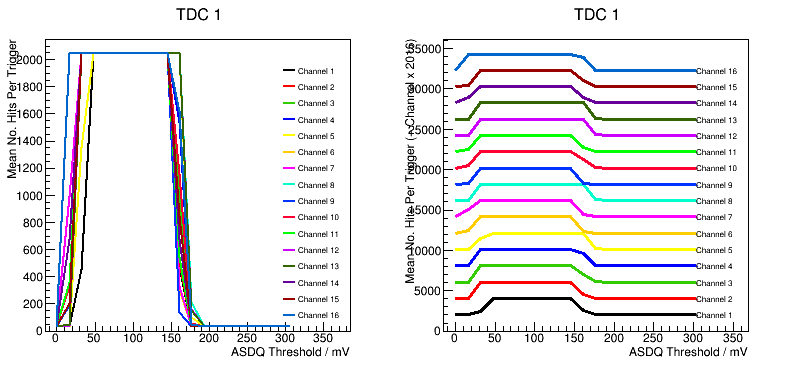 TDC 1
Mean No. Hits Per Trigger
2000
1800
1600
1400
1200
1000
800
600
400
200
0
0 50 100 150 200 250 300 350
ASDQ Threshold / mV
Channel 1
Channel 2
Channel 3
Channel 4
Channel 5
Channel 6
Channel 7
Channel 8
Channel 9
Channel 10
Channel 11
Channel 12
Channel 13
Channel 14
Channel 15
Channel 16
TDC 1
Mean No. Hits Per Trigger (+ Channel x
35000
30000
25000
20000
15000
10000
5000
0
0 50 100 150 200 250 300 350
ASDQ Threshold / mV
Channel 16
Channel 15
Channel 14
Channel 13
Channel 12
Channel 11
Channel 10
Channel 9
Channel 8
Channel 7
Channel 6
Channel 5
Channel 4
Channel 3
Channel 2
Channel 1